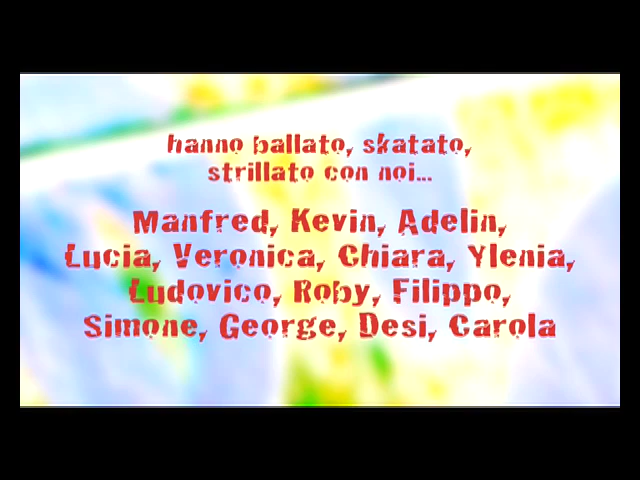 hanno ballato, skatato,
strillato con noi...
Manfred, Kevin, Adelin,
Lucia, Veronica, Chiara, Ylenia,
Ludovico, Roby, Filippo,
Simone, George, Desi, Carola